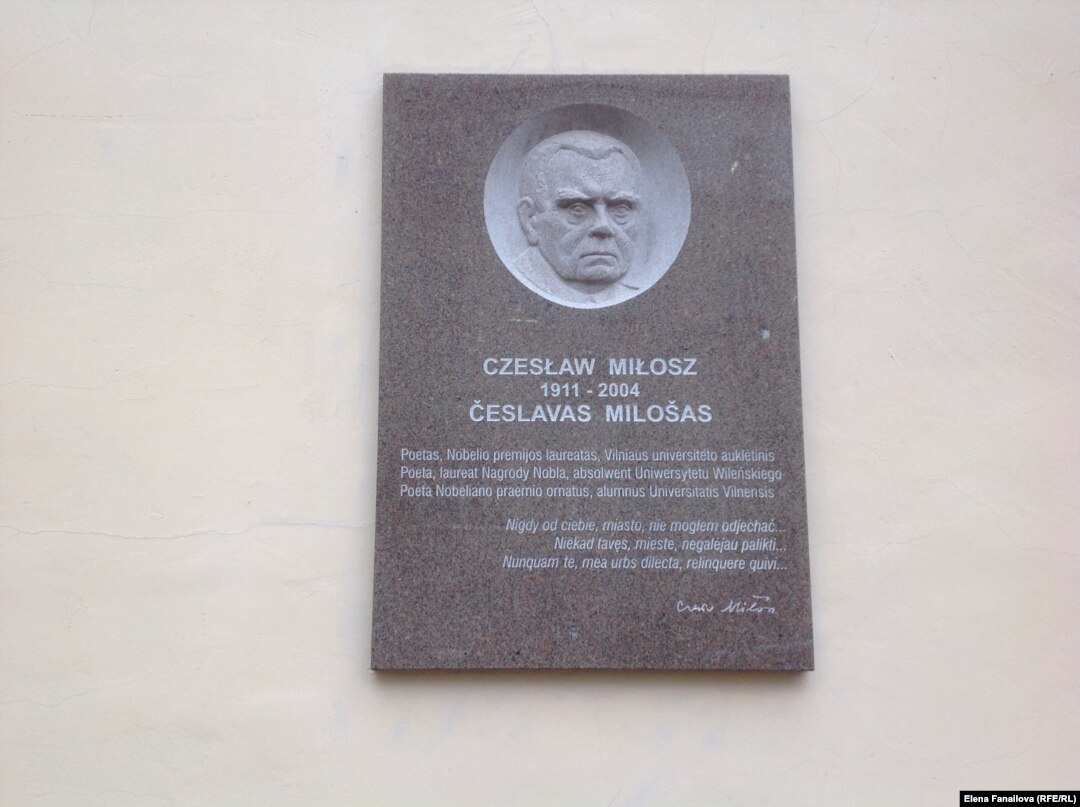 CZESŁAW MIŁOSZ
1911 - 2004
ČESLAVAS MILOŠAS
Poetas, Nobelio premijos laureatas, Vilniaus universiteto auklėtinis
Poeta, laureat Nagrody Nobla, absolwent Uniwersytetu Wileńskiego
Poeta Nobeliano praemio ornatus, alumnus Universitatis Vilnensis
Nigdy od ciebie, miasto, nie mogłem odjechać...
Niekad tavęs, mieste, negalėjau palikti...
Nunquam te, mea urbs dilecta, relinquere quivi...
Czesław Miłosz
Elena Fanailova (RFE/RL)